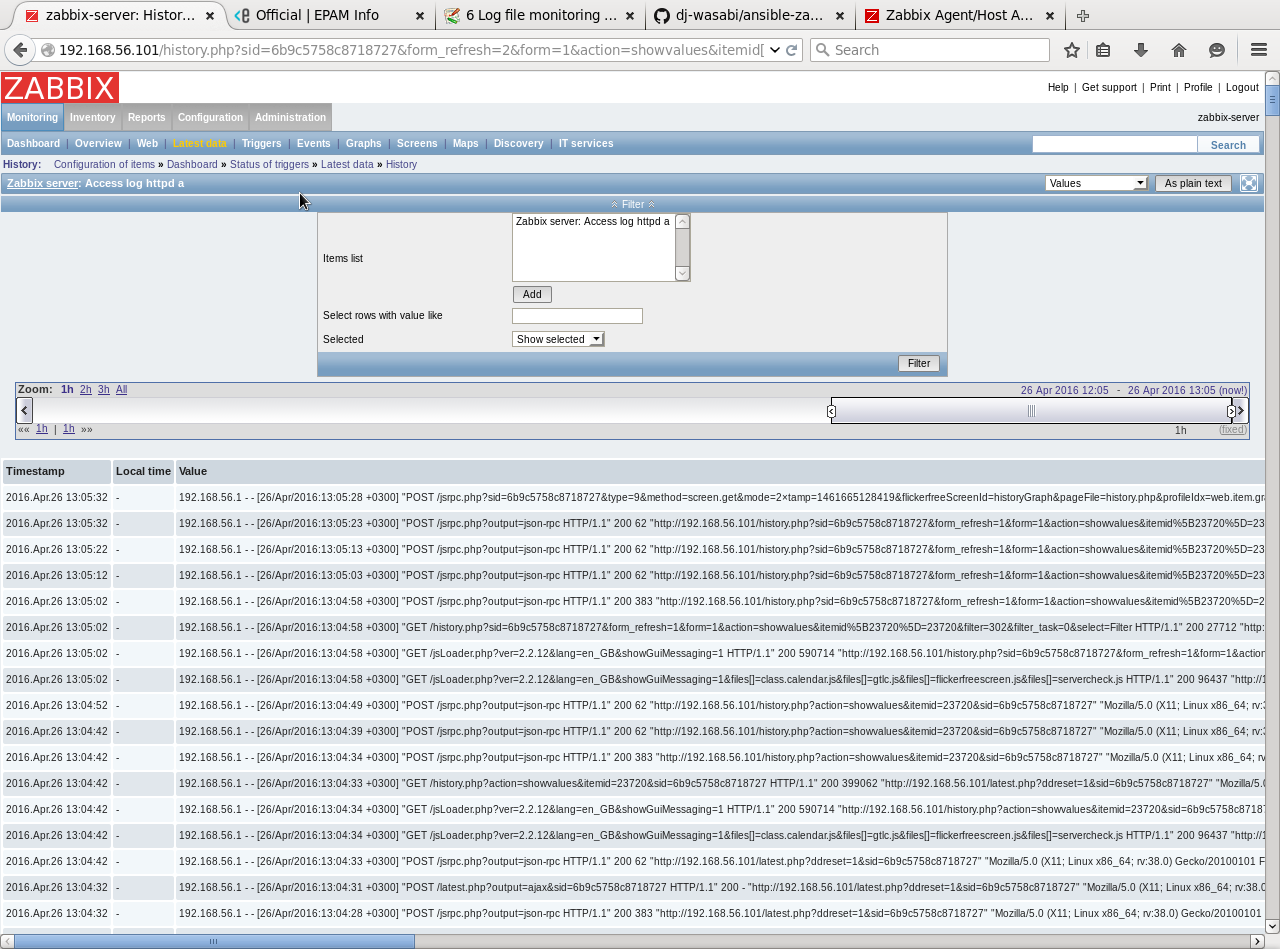 zabbix-server: Histor...
Official | EPAM Info
6 Log file monitoring ...
dj-wasabi/ansible-za...
Zabbix Agent/Host A...
192.168.56.101/history.php?sid=6b9c5758c8718727&form_refresh=2&form=1&action=showvalues&itemid[
Search
ZABBIX
Help | Get support | Print | Profile | Logout
Monitoring Inventory Reports Configuration Administration
zabbix-server
Dashboard | Overview | Web | Latest data | Triggers | Events | Graphs | Screens | Maps | Discovery | IT services
Search
History: Configuration of items » Dashboard » Status of triggers » Latest data » History
Zabbix server: Access log httpd a
Values
As plain text
Filter
Items list
Zabbix server: Access log httpd a
Add
Select rows with value like
Selected
Show selected
Filter
Zoom: 1h 2h 3h All
26 Apr 2016 12:05 - 26 Apr 2016 13:05 (now!)
«« 1h | 1h »»
1h (fixed)
Timestamp Local time Value
2016.Apr.26 13:05:32 - 192.168.56.1 - - [26/Apr/2016:13:05:28 +0300] "POST /jsrpc.php?sid=6b9c5758c8718727&type=9&method=screen.get&mode=2×tamp=1461665128419&flickerfreeScreenId=historyGraph&pageFile=history.php&profileIdx=web.item.gr
2016.Apr.26 13:05:32 - 192.168.56.1 - - [26/Apr/2016:13:05:23 +0300] "POST /jsrpc.php?output=json-rpc HTTP/1.1" 200 62 "http://192.168.56.101/history.php?sid=6b9c5758c8718727&form_refresh=1&form=1&action=showvalues&itemid%5B23720%5D=23
2016.Apr.26 13:05:22 - 192.168.56.1 - - [26/Apr/2016:13:05:13 +0300] "POST /jsrpc.php?output=json-rpc HTTP/1.1" 200 62 "http://192.168.56.101/history.php?sid=6b9c5758c8718727&form_refresh=1&form=1&action=showvalues&itemid%5B23720%5D=23
2016.Apr.26 13:05:12 - 192.168.56.1 - - [26/Apr/2016:13:05:03 +0300] "POST /jsrpc.php?output=json-rpc HTTP/1.1" 200 62 "http://192.168.56.101/history.php?sid=6b9c5758c8718727&form_refresh=1&form=1&action=showvalues&itemid%5B23720%5D=23
2016.Apr.26 13:05:02 - 192.168.56.1 - - [26/Apr/2016:13:04:58 +0300] "POST /jsrpc.php?output=json-rpc HTTP/1.1" 200 383 "http://192.168.56.101/history.php?sid=6b9c5758c8718727&form_refresh=1&form=1&action=showvalues&itemid%5B23720%5D=2
2016.Apr.26 13:05:02 - 192.168.56.1 - - [26/Apr/2016:13:04:58 +0300] "GET /history.php?sid=6b9c5758c8718727&form_refresh=1&form=1&action=showvalues&itemid%5B23720%5D=23720&filter=302&filter_task=0&select=Filter HTTP/1.1" 200 27712 "http:
2016.Apr.26 13:05:02 - 192.168.56.1 - - [26/Apr/2016:13:04:58 +0300] "GET /jsLoader.php?ver=2.2.12&lang=en_GB&showGuiMessaging=1 HTTP/1.1" 200 590714 "http://192.168.56.101/history.php?sid=6b9c5758c8718727&form_refresh=1&form=1&action
2016.Apr.26 13:05:02 - 192.168.56.1 - - [26/Apr/2016:13:04:58 +0300] "GET /jsLoader.php?ver=2.2.12&lang=en_GB&showGuiMessaging=1&files[]=class.calendar.js&files[]=gtlc.js&files[]=flickerfreescreen.js&files[]=servercheck.js HTTP/1.1" 200 96437 "http://1
2016.Apr.26 13:04:52 - 192.168.56.1 - - [26/Apr/2016:13:04:49 +0300] "POST /jsrpc.php?output=json-rpc HTTP/1.1" 200 62 "http://192.168.56.101/history.php?action=showvalues&itemid=23720&sid=6b9c5758c8718727" "Mozilla/5.0 (X11; Linux x86_64; rv:3
2016.Apr.26 13:04:42 - 192.168.56.1 - - [26/Apr/2016:13:04:39 +0300] "POST /jsrpc.php?output=json-rpc HTTP/1.1" 200 62 "http://192.168.56.101/history.php?action=showvalues&itemid=23720&sid=6b9c5758c8718727" "Mozilla/5.0 (X11; Linux x86_64; rv:3
2016.Apr.26 13:04:42 - 192.168.56.1 - - [26/Apr/2016:13:04:34 +0300] "POST /jsrpc.php?output=json-rpc HTTP/1.1" 200 383 "http://192.168.56.101/history.php?action=showvalues&itemid=23720&sid=6b9c5758c8718727" "Mozilla/5.0 (X11; Linux x86_64; rv
2016.Apr.26 13:04:42 - 192.168.56.1 - - [26/Apr/2016:13:04:33 +0300] "GET /history.php?action=showvalues&itemid=23720&sid=6b9c5758c8718727 HTTP/1.1" 200 399062 "http://192.168.56.101/latest.php?ddreset=1&sid=6b9c5758c8718727" "Mozilla/5.0
2016.Apr.26 13:04:42 - 192.168.56.1 - - [26/Apr/2016:13:04:34 +0300] "GET /jsLoader.php?ver=2.2.12&lang=en_GB&showGuiMessaging=1 HTTP/1.1" 200 590714 "http://192.168.56.101/history.php?action=showvalues&itemid=23720&sid=6b9c5758c8718
2016.Apr.26 13:04:42 - 192.168.56.1 - - [26/Apr/2016:13:04:34 +0300] "GET /jsLoader.php?ver=2.2.12&lang=en_GB&showGuiMessaging=1&files[]=class.calendar.js&files[]=gtlc.js&files[]=flickerfreescreen.js&files[]=servercheck.js HTTP/1.1" 200 96437 "http://1
2016.Apr.26 13:04:42 - 192.168.56.1 - - [26/Apr/2016:13:04:33 +0300] "POST /jsrpc.php?output=json-rpc HTTP/1.1" 200 62 "http://192.168.56.101/latest.php?ddreset=1&sid=6b9c5758c8718727" "Mozilla/5.0 (X11; Linux x86_64; rv:38.0) Gecko/20100101 F
2016.Apr.26 13:04:32 - 192.168.56.1 - - [26/Apr/2016:13:04:31 +0300] "POST /latest.php?output=ajax&sid=6b9c5758c8718727 HTTP/1.1" 200 - "http://192.168.56.101/latest.php?ddreset=1&sid=6b9c5758c8718727" "Mozilla/5.0 (X11; Linux x86_64; rv:38.0
2016.Apr.26 13:04:32 - 192.168.56.1 - - [26/Apr/2016:13:04:28 +0300] "POST /jsrpc.php?output=json-rpc HTTP/1.1" 200 383 "http://192.168.56.101/latest.php?ddreset=1&sid=6b9c5758c8718727" "Mozilla/5.0 (X11; Linux x86_64; rv:38.0) Gecko/20100101